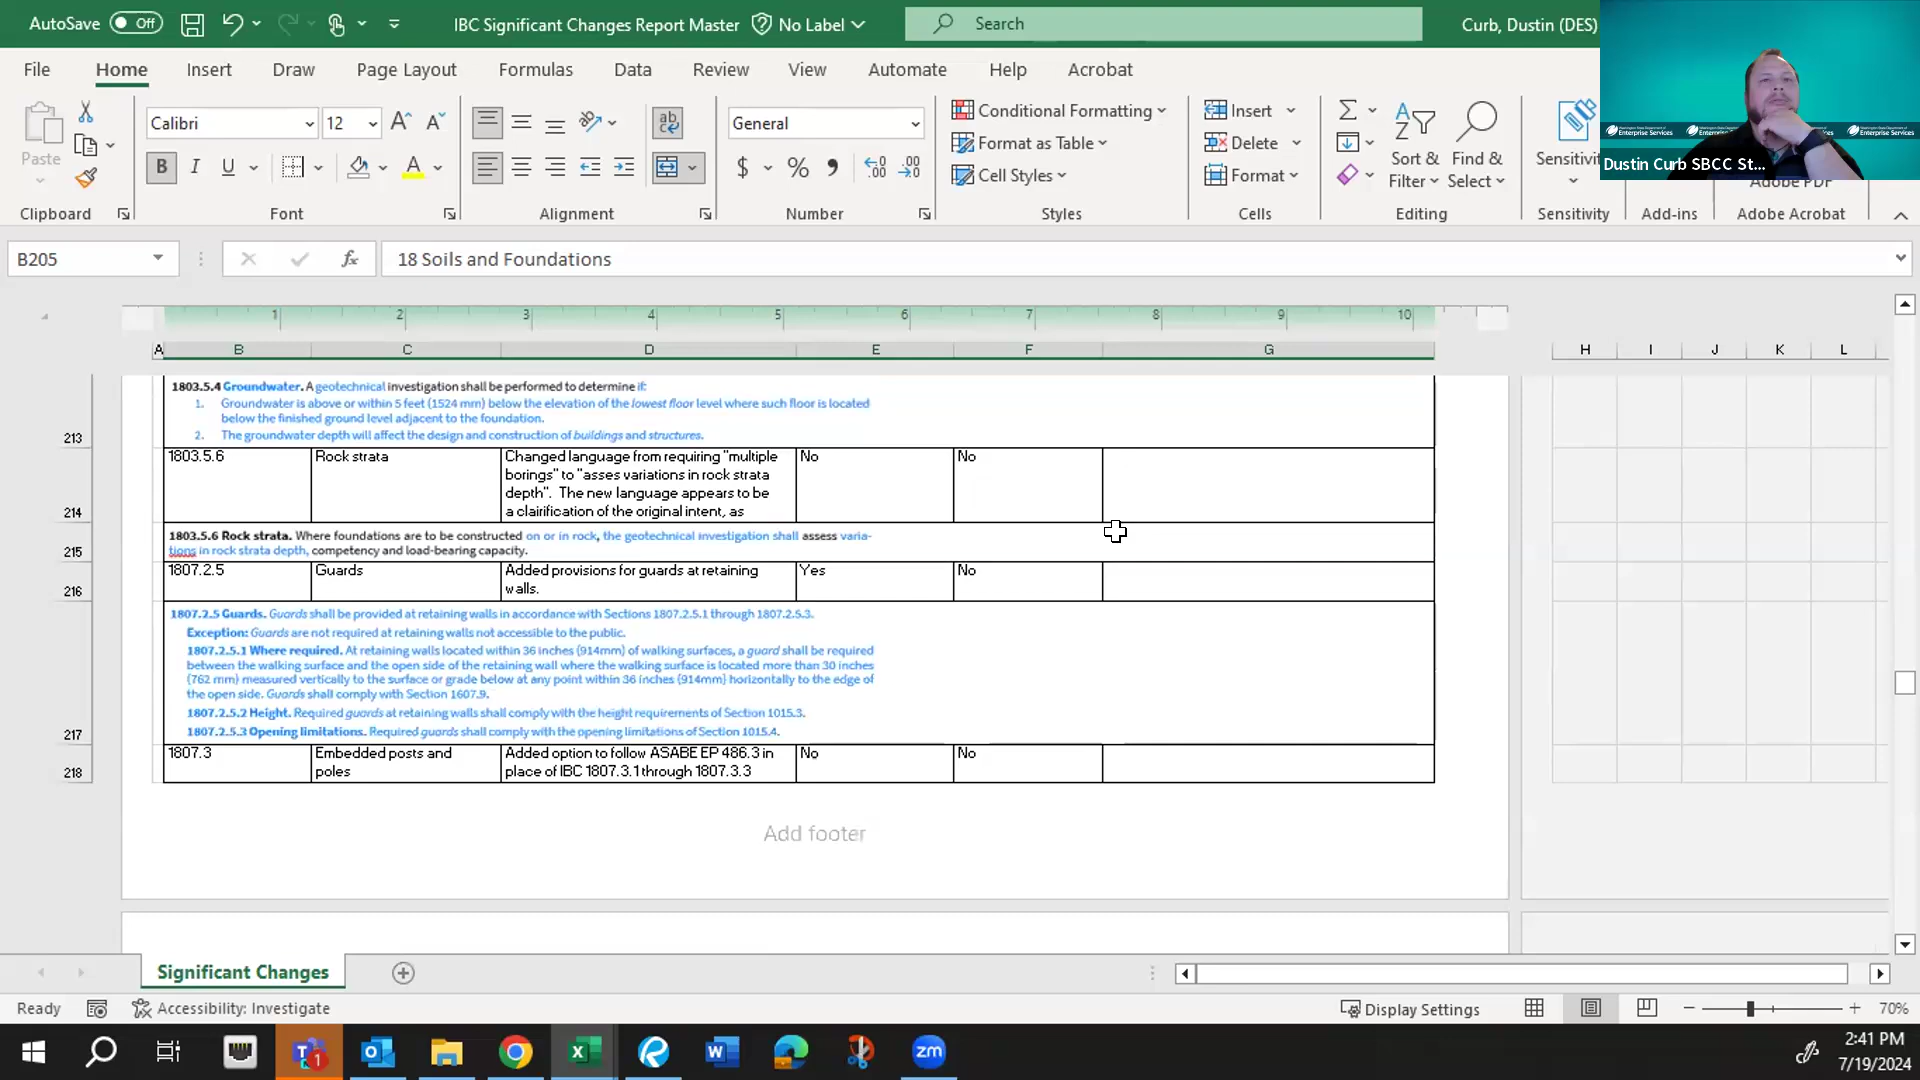 AutoSave Off IBC Significant Changes Report Master No Label Search Curb, Dustin (DES)
File Home Insert Draw Page Layout Formulas Data Review View Automate Help Acrobat
Paste Calibri 12 General Conditional Formatting Insert Sort & Filter Find & Select
B I U Format as Table Delete
Cell Styles Format
Clipboard Font Alignment Number Styles Cells Editing Sensitivity Add-ins Adobe Acrobat
Enterprise Services Enterprise Services
Dustin Curb SBCC St...
B205 fx 18 Soils and Foundations
1 2 3 4 5 6 7 8 9 10
A B C D E F G H I J K L
1803.5.4 Groundwater. A geotechnical investigation shall be performed to determine if:
1. Groundwater is above or within 5 feet (1524 mm) below the elevation of the lowest floor level where such floor is located
below the finished ground level adjacent to the foundation.
2. The groundwater depth will affect the design and construction of buildings and structures.
213
1803.5.6 Rock strata Changed language from requiring "multiple No No
borings" to "asses variations in rock strata
depth". The new language appears to be
a clairification of the original intent, as
214
1803.5.6 Rock strata. Where foundations are to be constructed on or in rock, the geotechnical investigation shall assess varia-
tions in rock strata depth, competency and load-bearing capacity.
215
1807.2.5 Guards Added provisions for guards at retaining Yes No
walls.
216
1807.2.5 Guards. Guards shall be provided at retaining walls in accordance with Sections 1807.2.5.1 through 1807.2.5.3.
Exception: Guards are not required at retaining walls not accessible to the public.
1807.2.5.1 Where required. At retaining walls located within 36 inches (914mm) of walking surfaces, a guard shall be required
between the walking surface and the open side of the retaining wall where the walking surface is located more than 30 inches
(762 mm) measured vertically to the surface or grade below at any point within 36 inches (914mm) horizontally to the edge of
the open side. Guards shall comply with Section 1607.9.
1807.2.5.2 Height. Required guards at retaining walls shall comply with the height requirements of Section 1015.3.
1807.2.5.3 Opening limitations. Required guards shall comply with the opening limitations of Section 1015.4.
217
1807.3 Embedded posts and Added option to follow ASABE EP 486.3 in No No
poles place of IBC 1807.3.1 through 1807.3.3
218
Add footer
Significant Changes
Ready Accessibility: Investigate Display Settings 70%
2:41 PM
7/19/2024